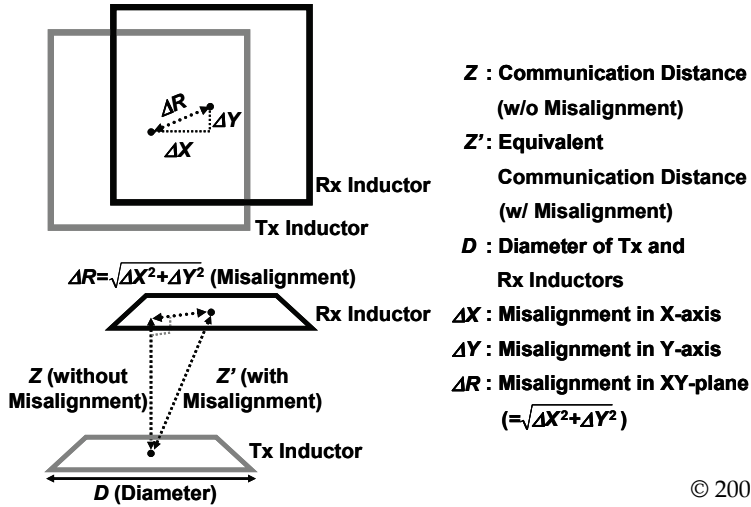 ΔR
ΔY
ΔX
Rx Inductor
Tx Inductor
ΔR=√ΔX²+ΔY² (Misalignment)
Rx Inductor
Z (without
Misalignment)
Z' (with
Misalignment)
Tx Inductor
D (Diameter)
Z : Communication Distance
(w/o Misalignment)
Z' : Equivalent
Communication Distance
(w/ Misalignment)
D : Diameter of Tx and
Rx Inductors
ΔX : Misalignment in X-axis
ΔY : Misalignment in Y-axis
ΔR : Misalignment in XY-plane
(=√ΔX²+ΔY² )
© 200